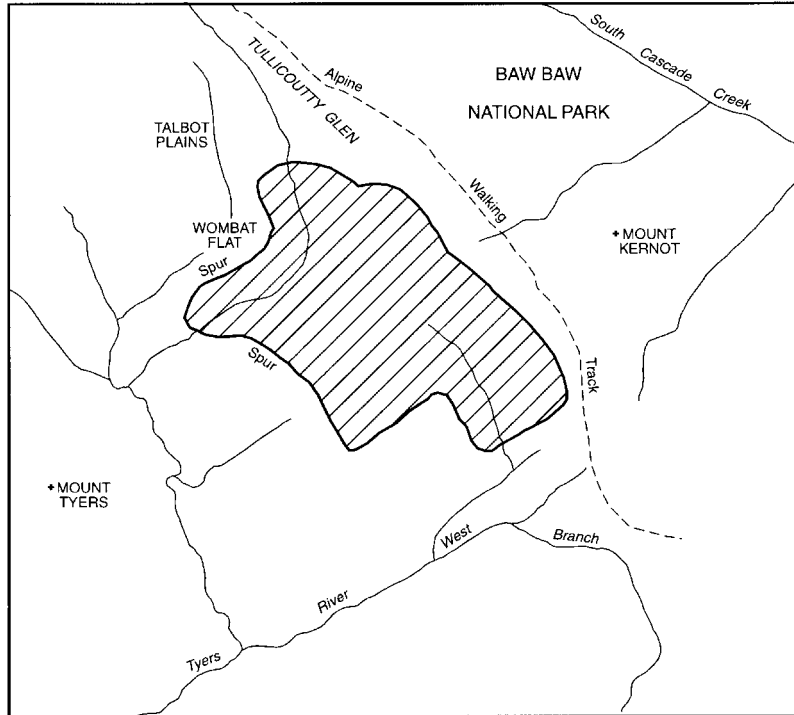 South
Cascade
Creek
BAW BAW
NATIONAL PARK
TULLICOUTTY GLEN
Alpine
Walking
Track
TALBOT
PLAINS
WOMBAT
FLAT
Spur
+ MOUNT
KERNOT
Spur
+ MOUNT
TYERS
West
Branch
River
Tyers